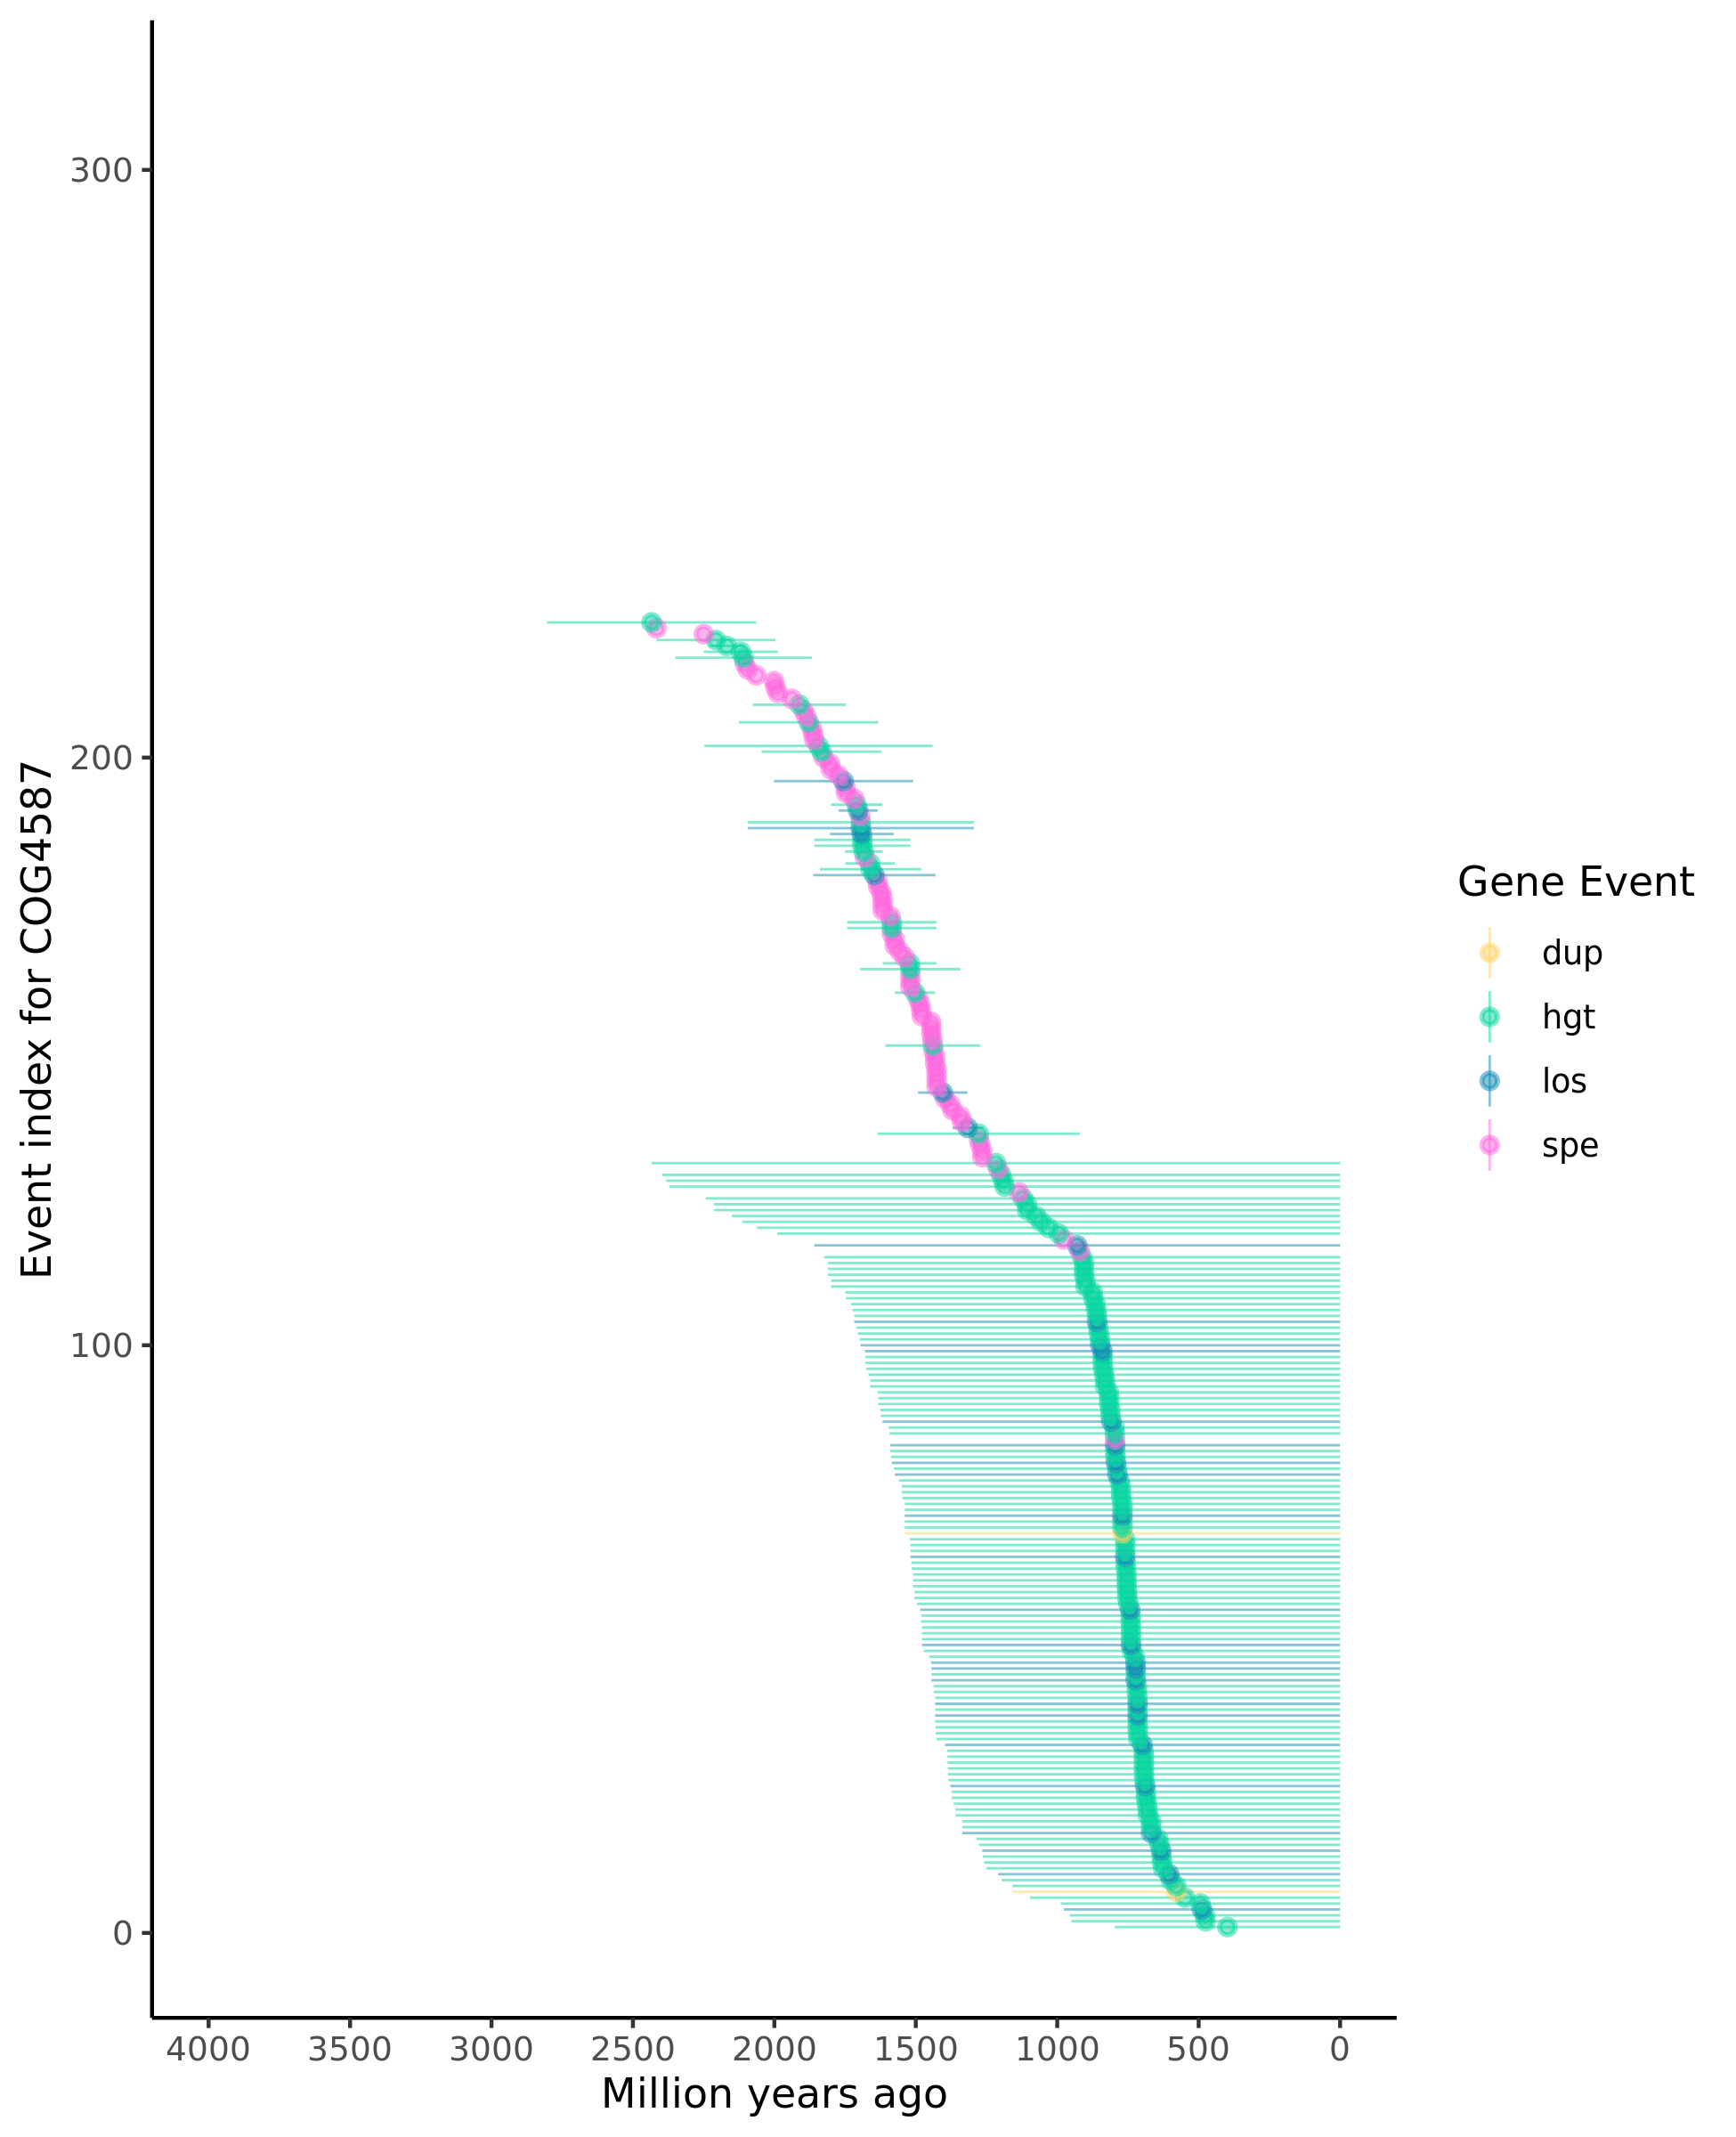 300
200
100
0
Event index for COG4587
4000 3500 3000 2500 2000 1500 1000 500 0
Million years ago
Gene Event
dup
hgt
los
spe